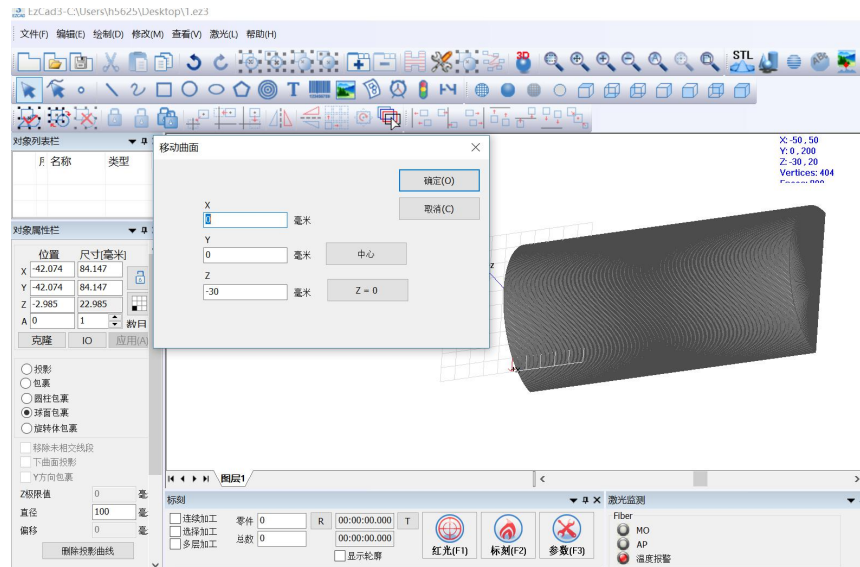 EzCad3-C:\Users\h5625\Desktop\1.ez3
文件(F) 编辑(E) 绘制(D) 修改(M) 查看(V) 激光(L) 帮助(H)
STL
T
对象列表栏
名称 类型
对象属性栏
位置 尺寸[毫米]
X -42.074 84.147
Y -42.074 84.147
Z -2.985 22.985
A 0 1 数目
克隆 IO 应用(A)
投影
包裹
圆柱包裹
球面包裹
旋转体包裹
移除未相交线段
下曲面投影
Y方向包裹
Z极限值 0 毫
直径 100 毫
偏移 0 毫
删除投影曲线
移动曲面
确定(O)
取消(C)
X
0 毫米
Y
0 毫米 中心
Z
-30 毫米 Z = 0
X:-50 , 50
Y: 0 , 200
Z:-30 , 20
Vertices: 404
z
图层1
标刻
连续加工 零件 0 R 00:00:00.000 T
选择加工
多层加工 总数 0 00:00:00.000
显示轮廓
红光(F1) 标刻(F2) 参数(F3)
激光监测
Fiber
MO
AP
温度报警